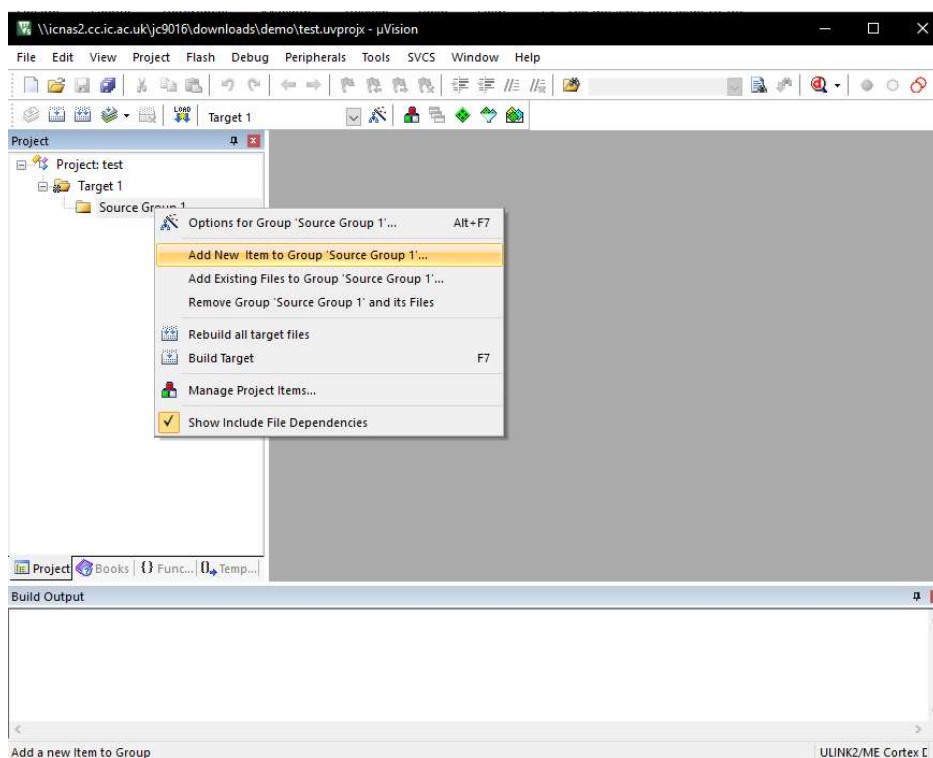 \\icnas2.cc.ic.ac.uk\jc9016\downloads\demo\test.uvprojx - µVision
File Edit View Project Flash Debug Peripherals Tools SVCS Window Help
LOAD Target 1
Project
Project: test
Target 1
Source Group 1
Options for Group 'Source Group 1'... Alt+F7
Add New Item to Group 'Source Group 1'...
Add Existing Files to Group 'Source Group 1'...
Remove Group 'Source Group 1' and its Files
Rebuild all target files
Build Target F7
Manage Project Items...
Show Include File Dependencies
Project Books {} Func... 0 Temp...
Build Output
Add a new Item to Group ULINK2/ME Cortex D